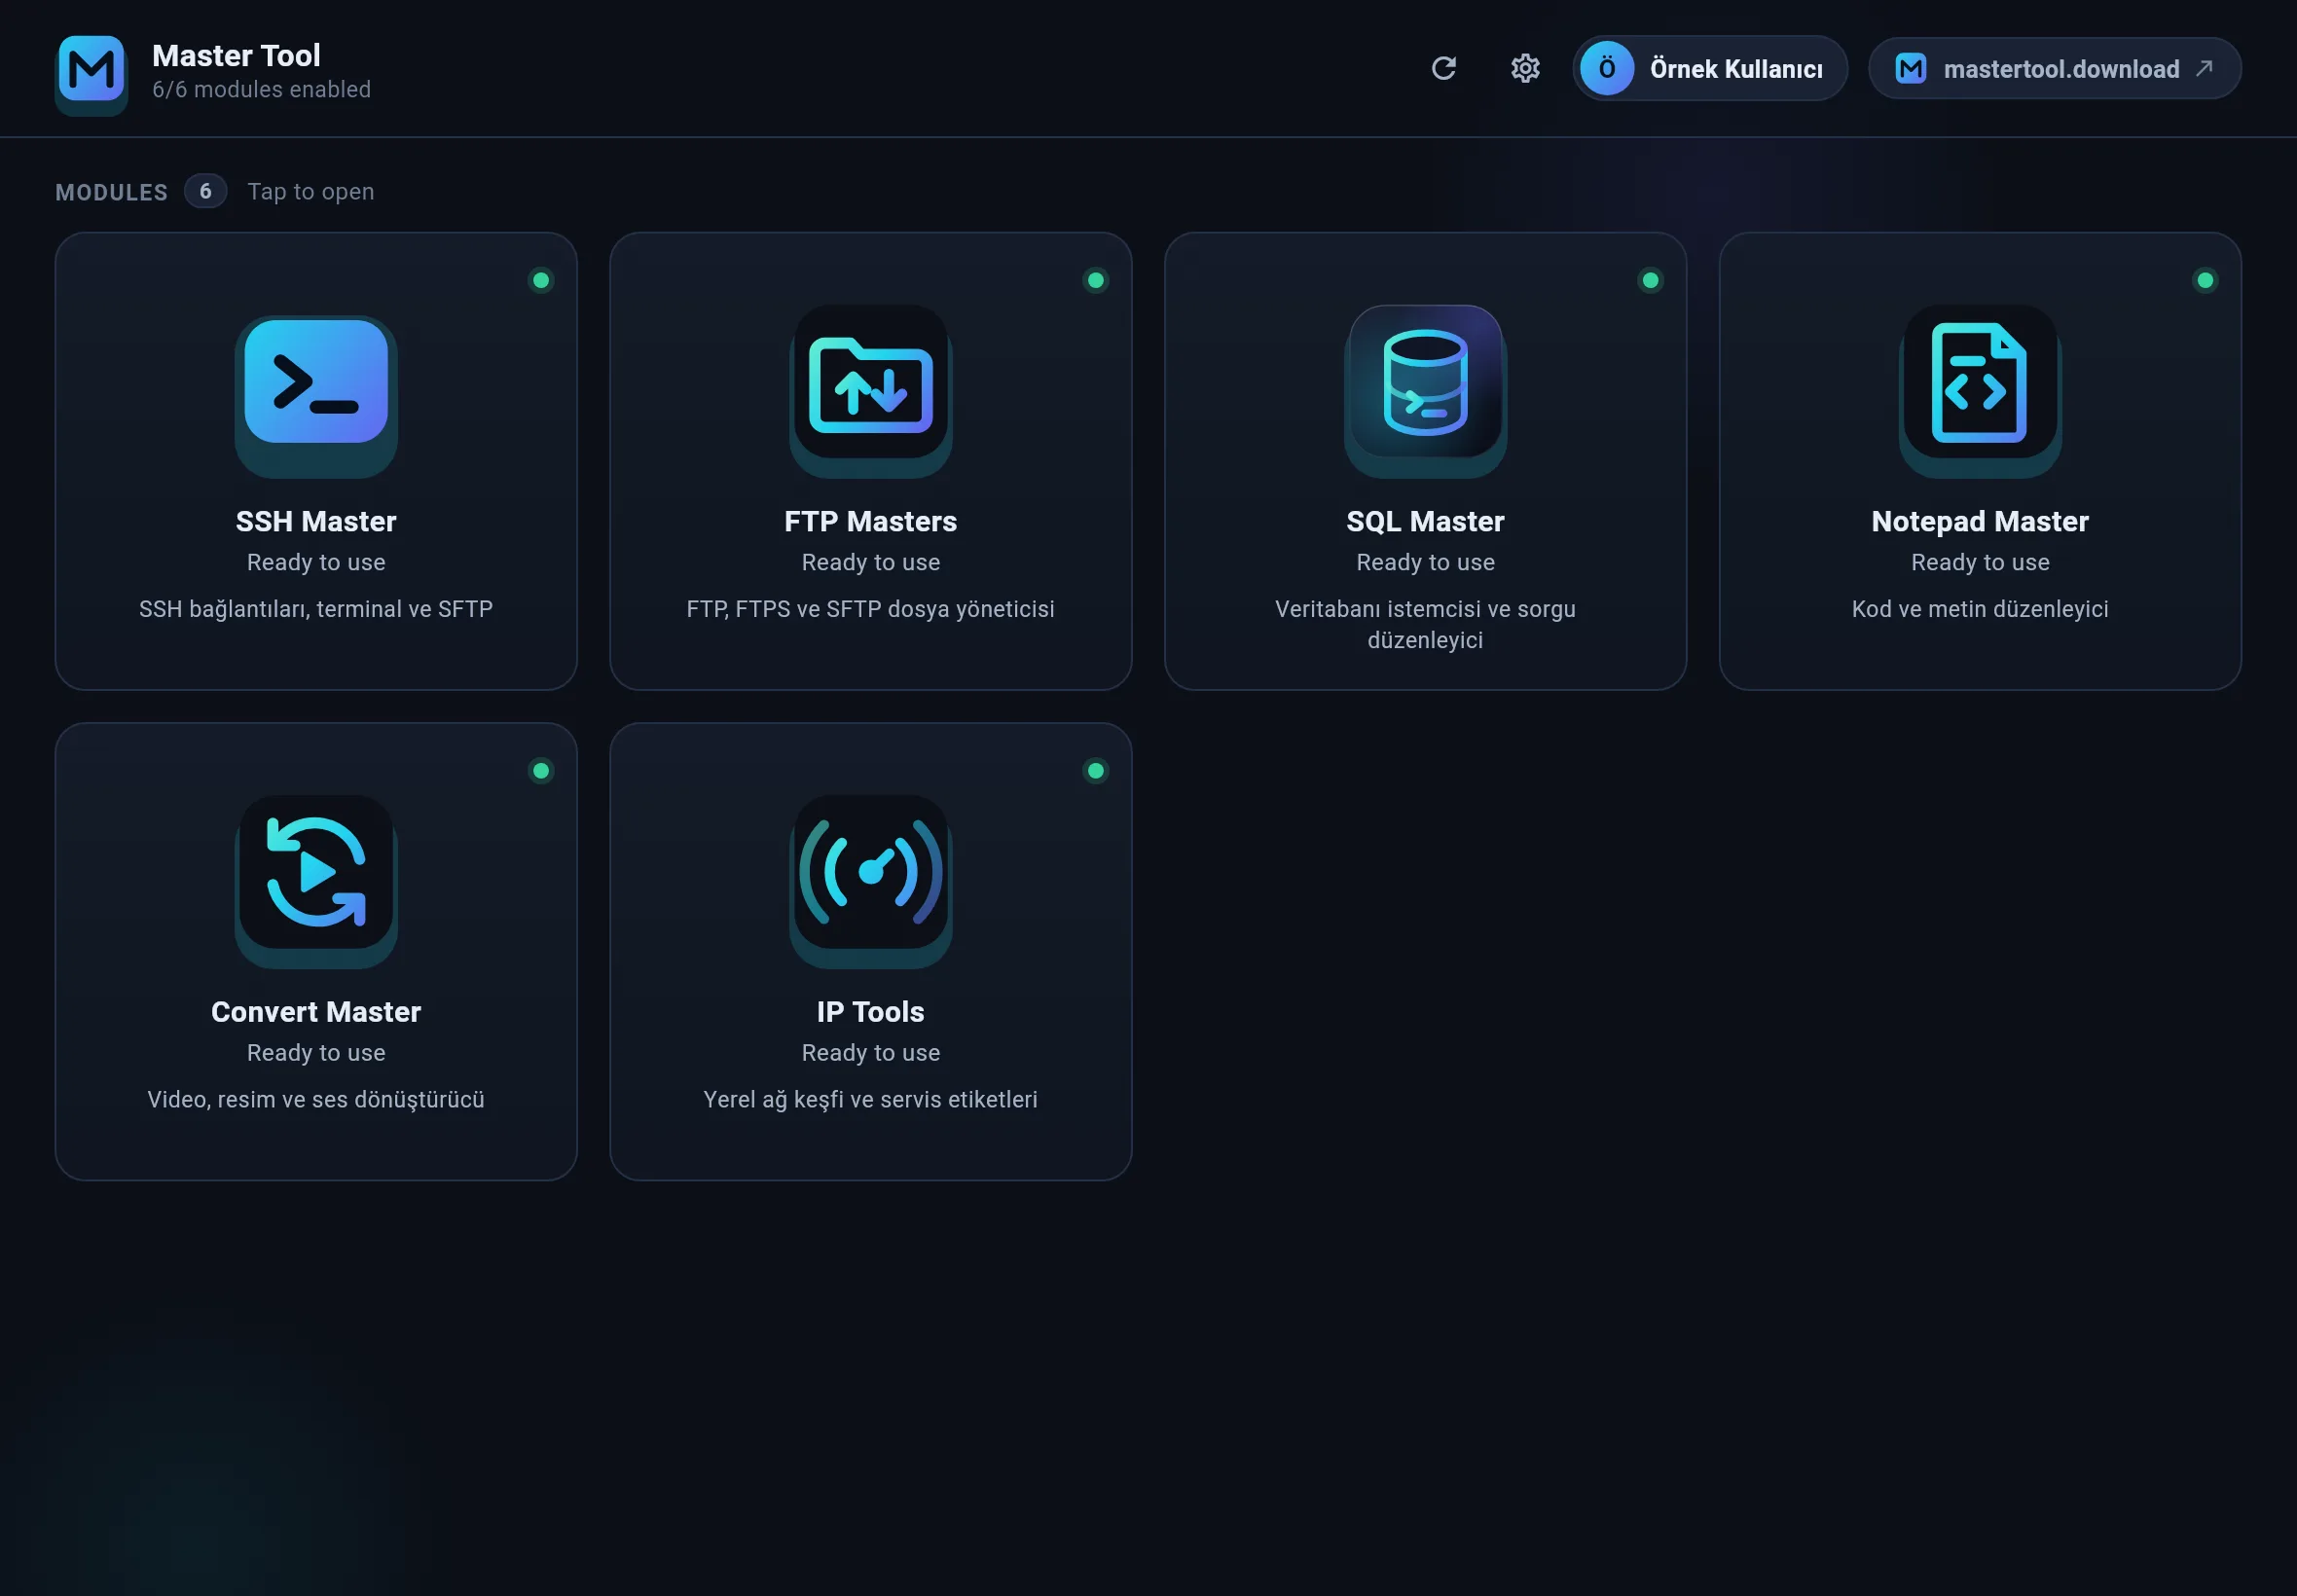 Master Tool
6/6 modules enabled
Ö
Örnek Kullanıcı
mastertool.download
MODULES 6 Tap to open
SSH Master
Ready to use
SSH bağlantıları, terminal ve SFTP
FTP Masters
Ready to use
FTP, FTPS ve SFTP dosya yöneticisi
SQL Master
Ready to use
Veritabanı istemcisi ve sorgu
düzenleyici
Notepad Master
Ready to use
Kod ve metin düzenleyici
Convert Master
Ready to use
Video, resim ve ses dönüştürücü
IP Tools
Ready to use
Yerel ağ keşfi ve servis etiketleri